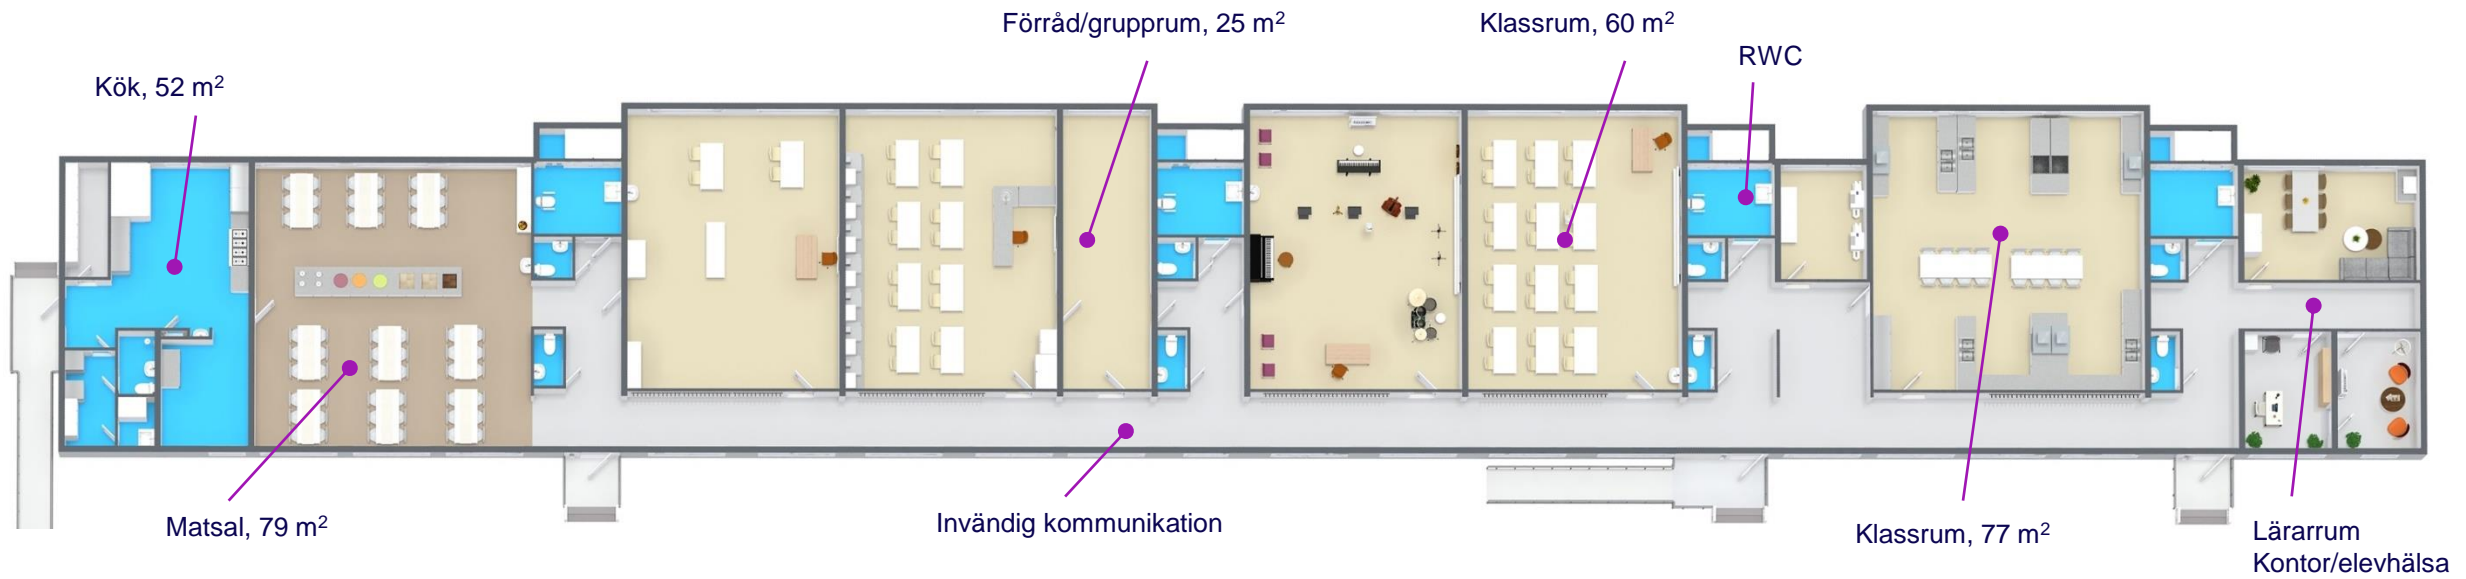 Förråd/grupprum, 25 m²
Klassrum, 60 m²
RWC
Kök, 52 m²
Matsal, 79 m²
Invändig kommunikation
Klassrum, 77 m²
Lärarrum
Kontor/elevhälsa